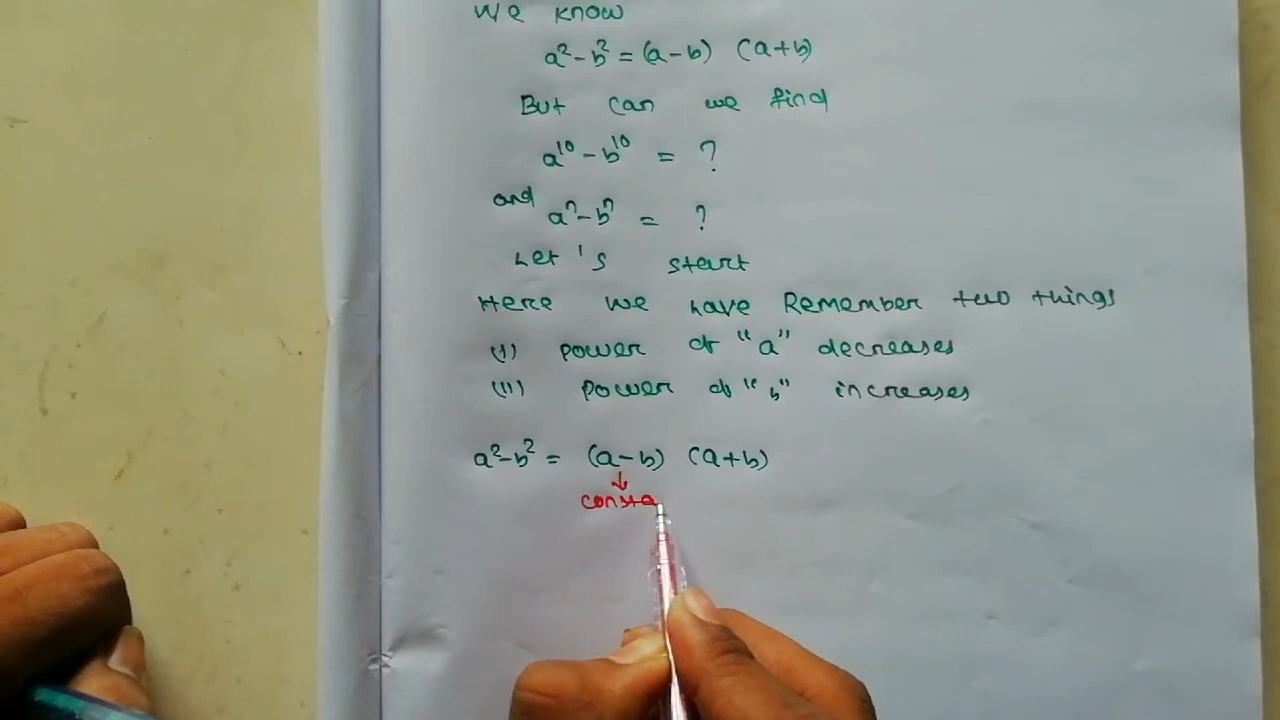 We know
a²-b² = (a-b) (a+b)
But can we find
a¹⁰-b¹⁰ = ?
and aⁿ-bⁿ = ?
Let's start
Here we have Remember two things
(I) power of "a" decreases
(II) power of "b" increases
a²-b² = (a-b) (a+b)
↓
consta